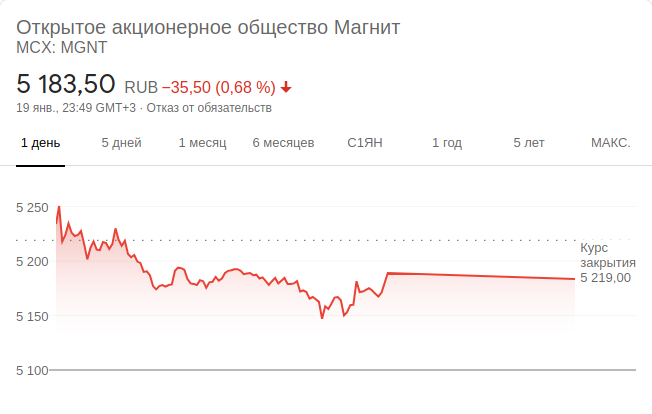 Открытое акционерное общество Магнит
MCX: MGNT
5 183,50 RUB −35,50 (0,68 %)
19 янв., 23:49 GMT+3 · Отказ от обязательств
1 день 5 дней 1 месяц 6 месяцев С1ЯН 1 год 5 лет МАКС.
5 250
Курс
закрытия
5 200
5 219,00
5 150
5 100